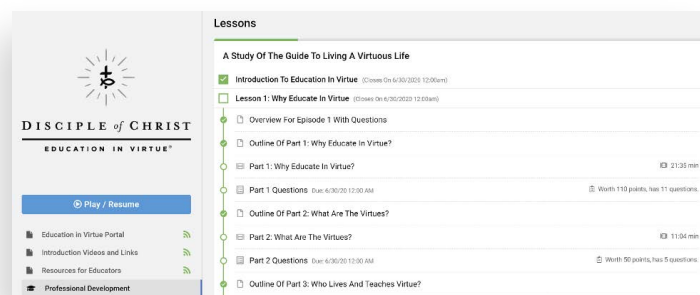 Lessons
A Study Of The Guide To Living A Virtuous Life
Introduction To Education In Virtue (Closes On 6/30/2020 12:00am)
Lesson 1: Why Educate In Virtue (Closes On 6/30/2020 12:00am)
Overview For Episode 1 With Questions
Outline Of Part 1: Why Educate In Virtue?
Part 1: Why Educate In Virtue? 21:35 min
Part 1 Questions Due: 6/30/20 12:00 AM Worth 110 points, has 11 questions.
Outline Of Part 2: What Are The Virtues?
Part 2: What Are The Virtues? 11:04 min
Part 2 Questions Due: 6/30/20 12:00 AM Worth 50 points, has 5 questions.
Outline Of Part 3: Who Lives And Teaches Virtue?
DISCIPLE of CHRIST
EDUCATION IN VIRTUE®
Play / Resume
Education in Virtue Portal
Introduction Videos and Links
Resources for Educators
Professional Development